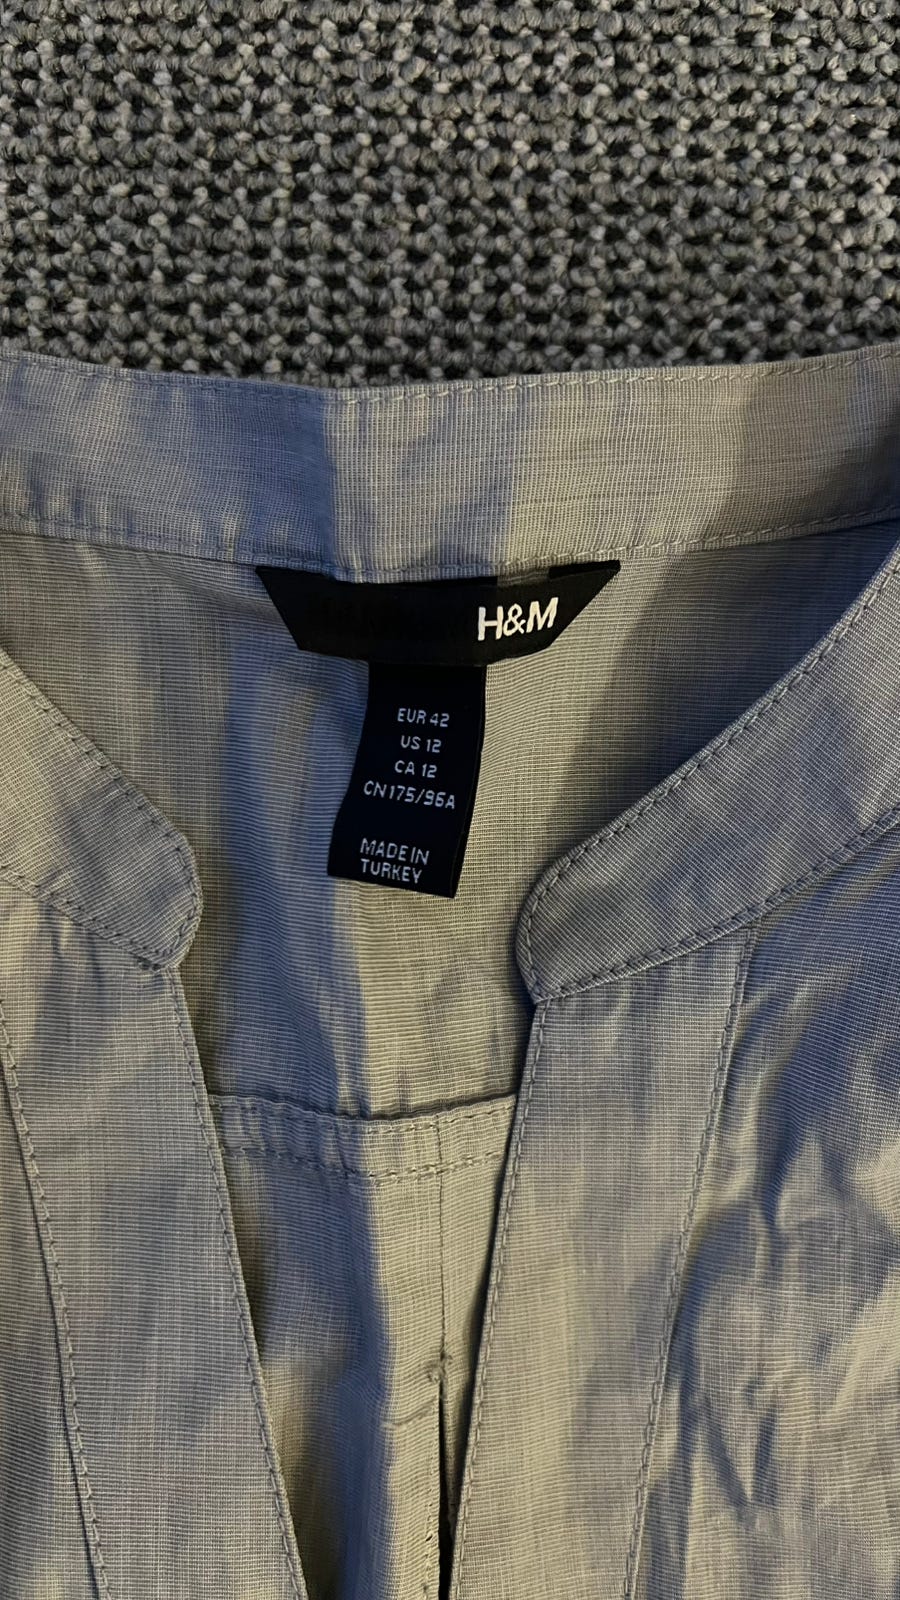 H&M
EUR 42
US 12
CA 12
CN175/96A
MADE IN
TURKEY